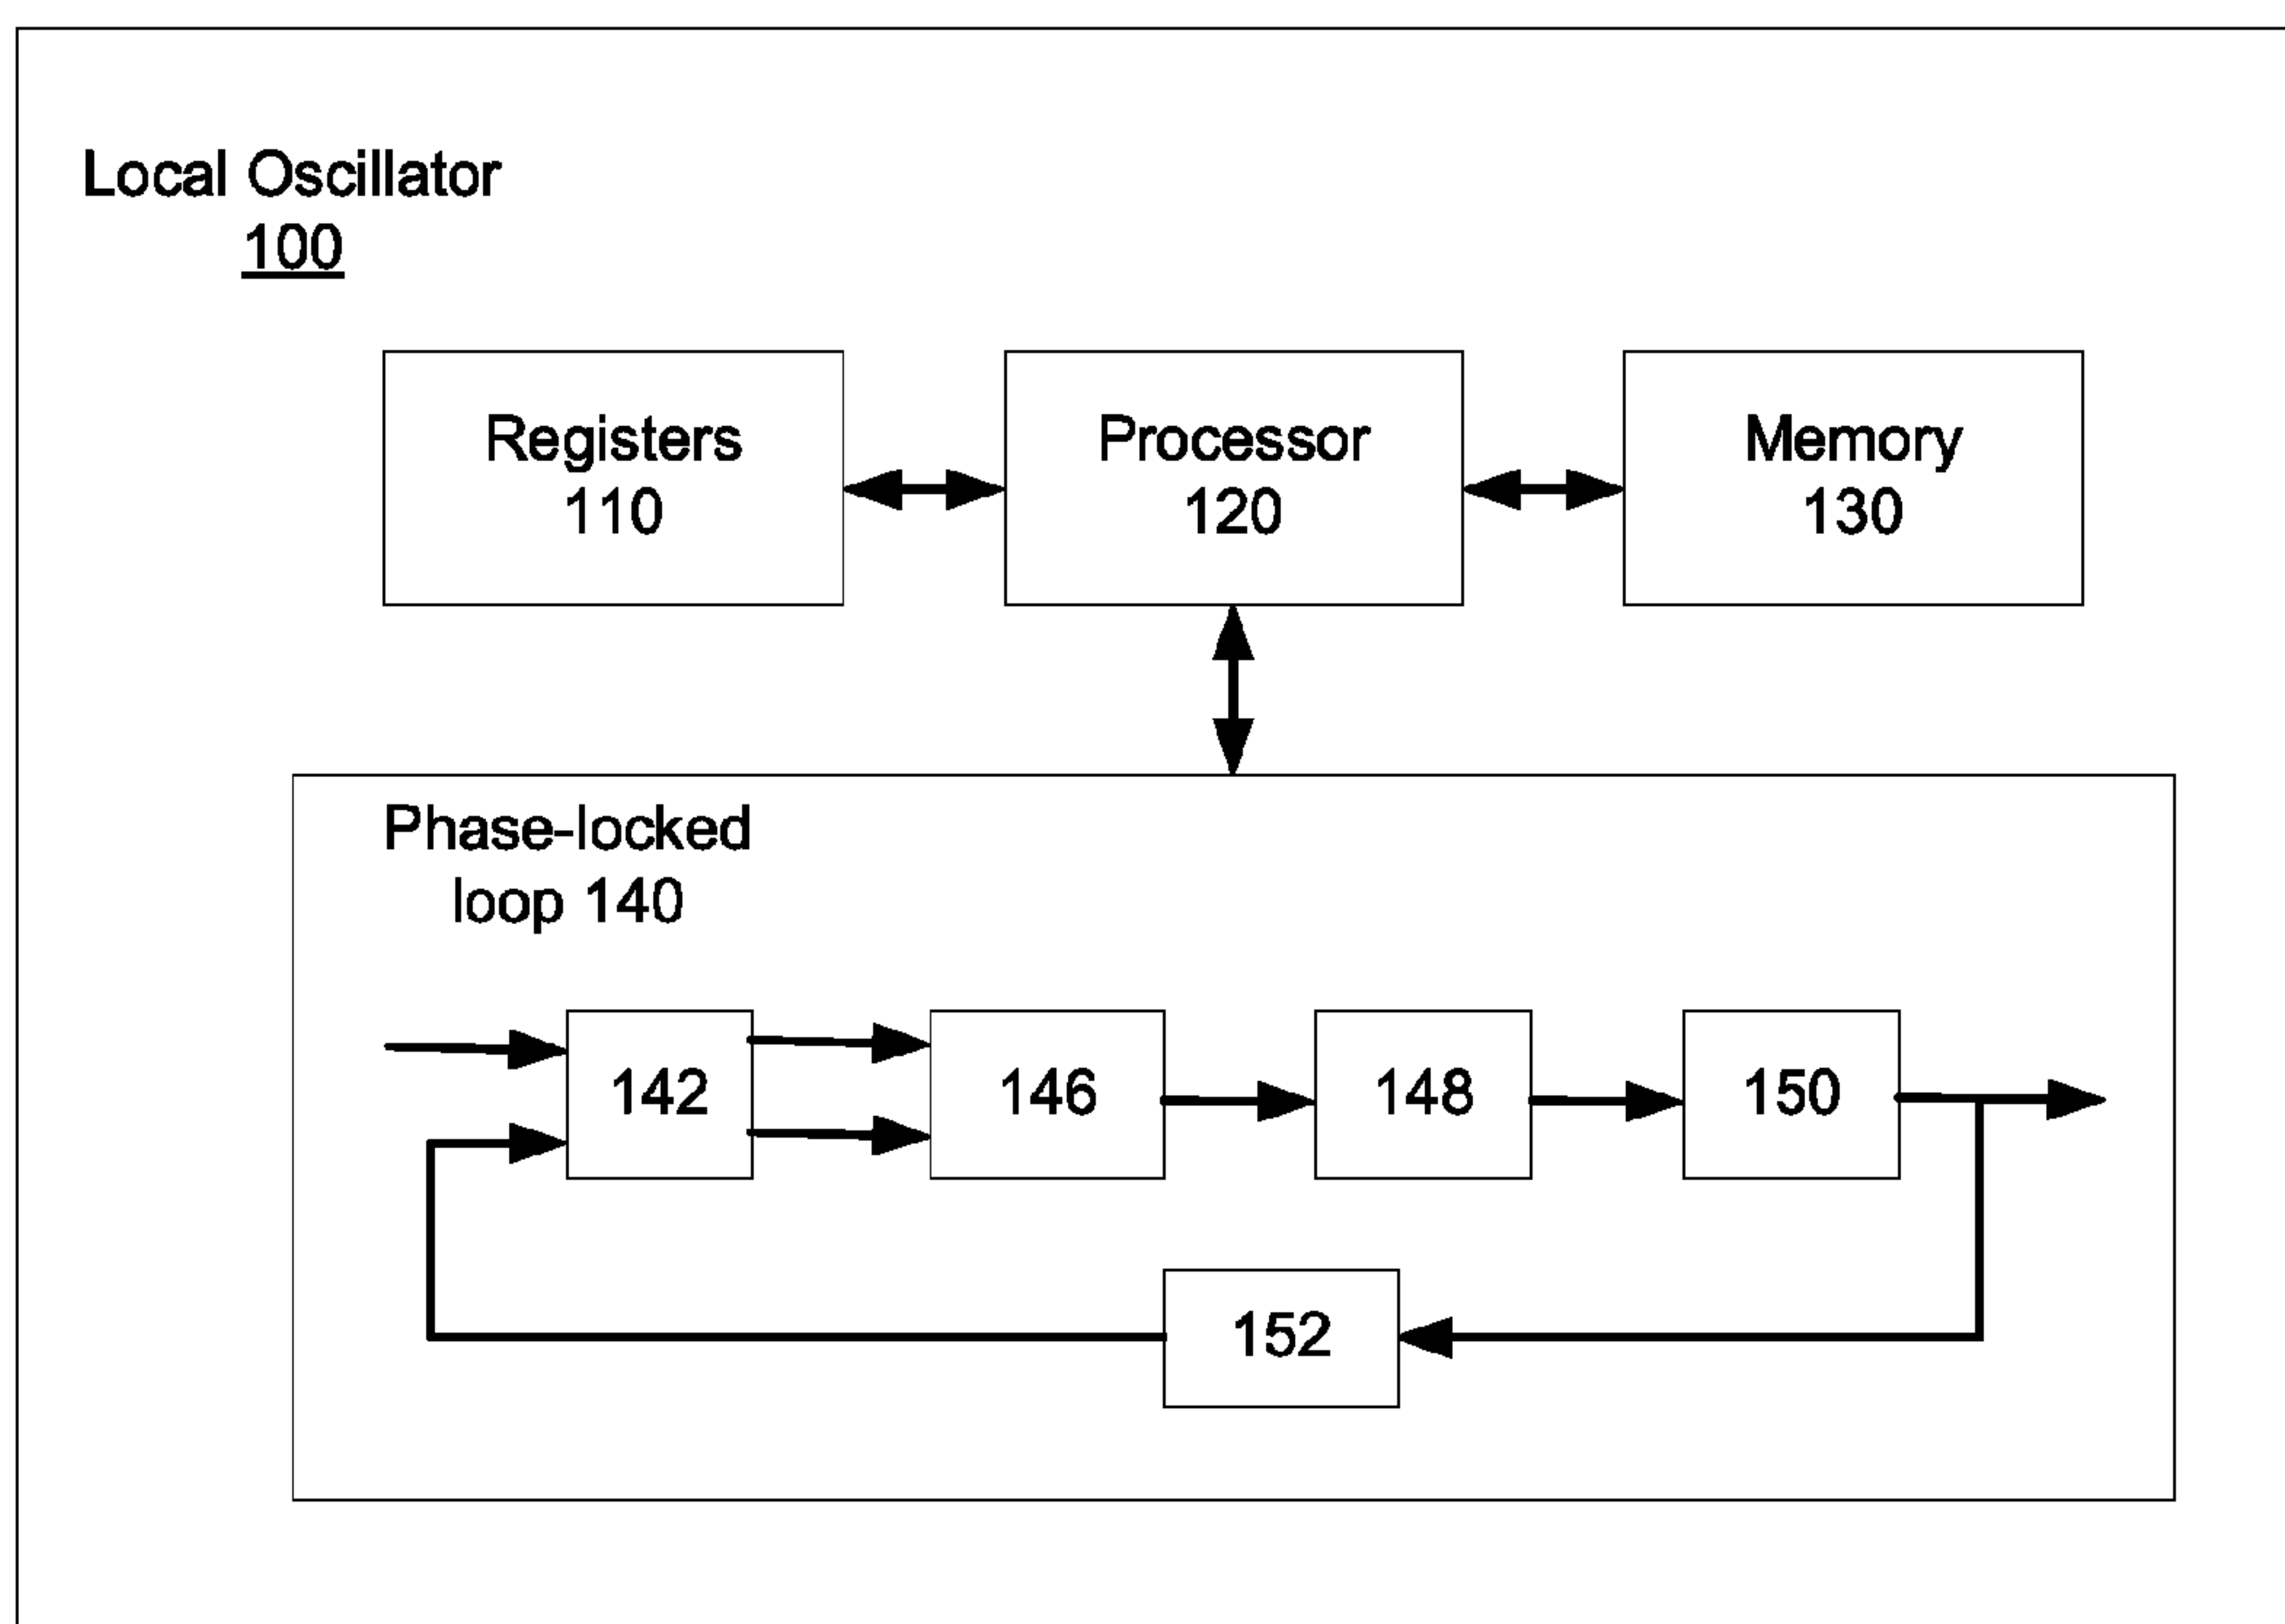 Local Oscillator
100
Registers
110
Processor
120
Memory
130
Phase-locked
loop 140
142
146
148
150
152